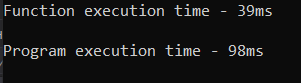 Function execution time - 39ms
Program execution time - 98ms